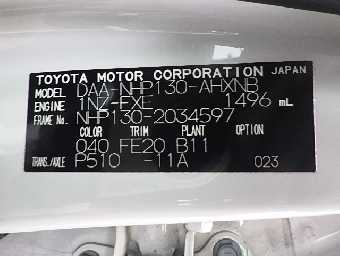 TOYOTA MOTOR CORPORATION JAPAN
MODEL DAA-NHP130-AHXNB
ENGINE 1NZ-FXE 1496 mL
FRAME No. NHP130-2034597
COLOR TRIM PLANT OPTION
040 FE20 B11
TRANS./AXLE P510 -11A 023